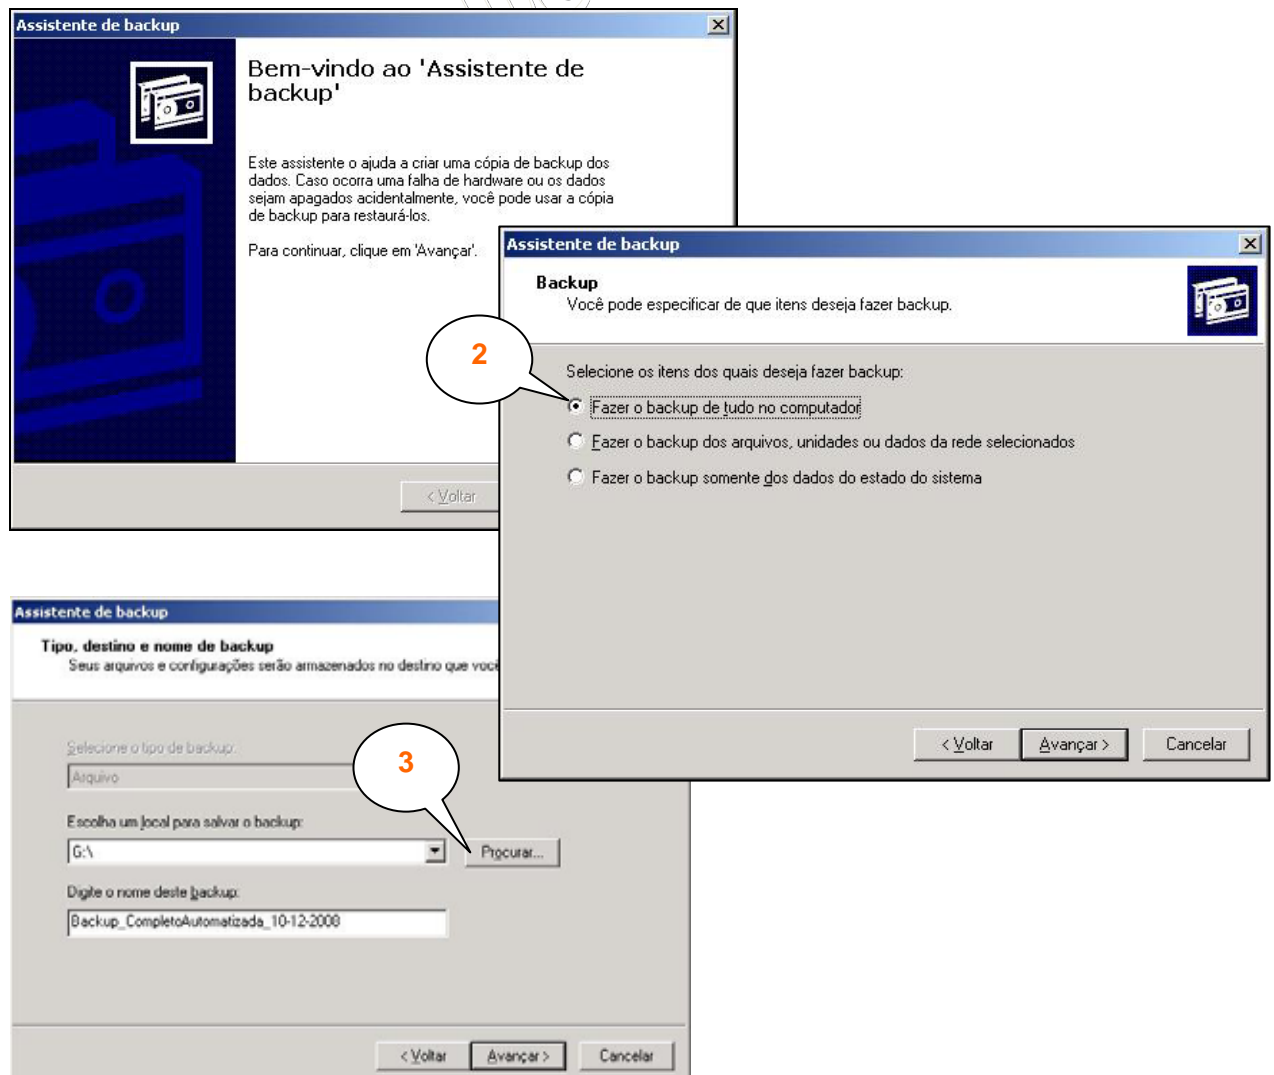 Assistente de backup
Bem-vindo ao 'Assistente de
backup'
Este assistente o ajuda a criar uma cópia de backup dos
dados. Caso ocorra uma falha de hardware ou os dados
sejam apagados acidentalmente, você pode usar a cópia
de backup para restaurá-los.
Para continuar, clique em 'Avançar'.
< Voltar
Assistente de backup
Backup
Você pode especificar de que itens deseja fazer backup.
2
Selecione os itens dos quais deseja fazer backup:
Fazer o backup de tudo no computador
Fazer o backup dos arquivos, unidades ou dados da rede selecionados
Fazer o backup somente dos dados do estado do sistema
< Voltar Avançar > Cancelar
Assistente de backup
Tipo, destino e nome de backup
Seus arquivos e configurações serão armazenados no destino que você
Selecione o tipo de backup:
Arquivo
3
Escolha um local para salvar o backup:
G:\ Procurar...
Digite o nome deste backup:
Backup_CompletoAutomatizada_10-12-2008
< Voltar Avançar > Cancelar